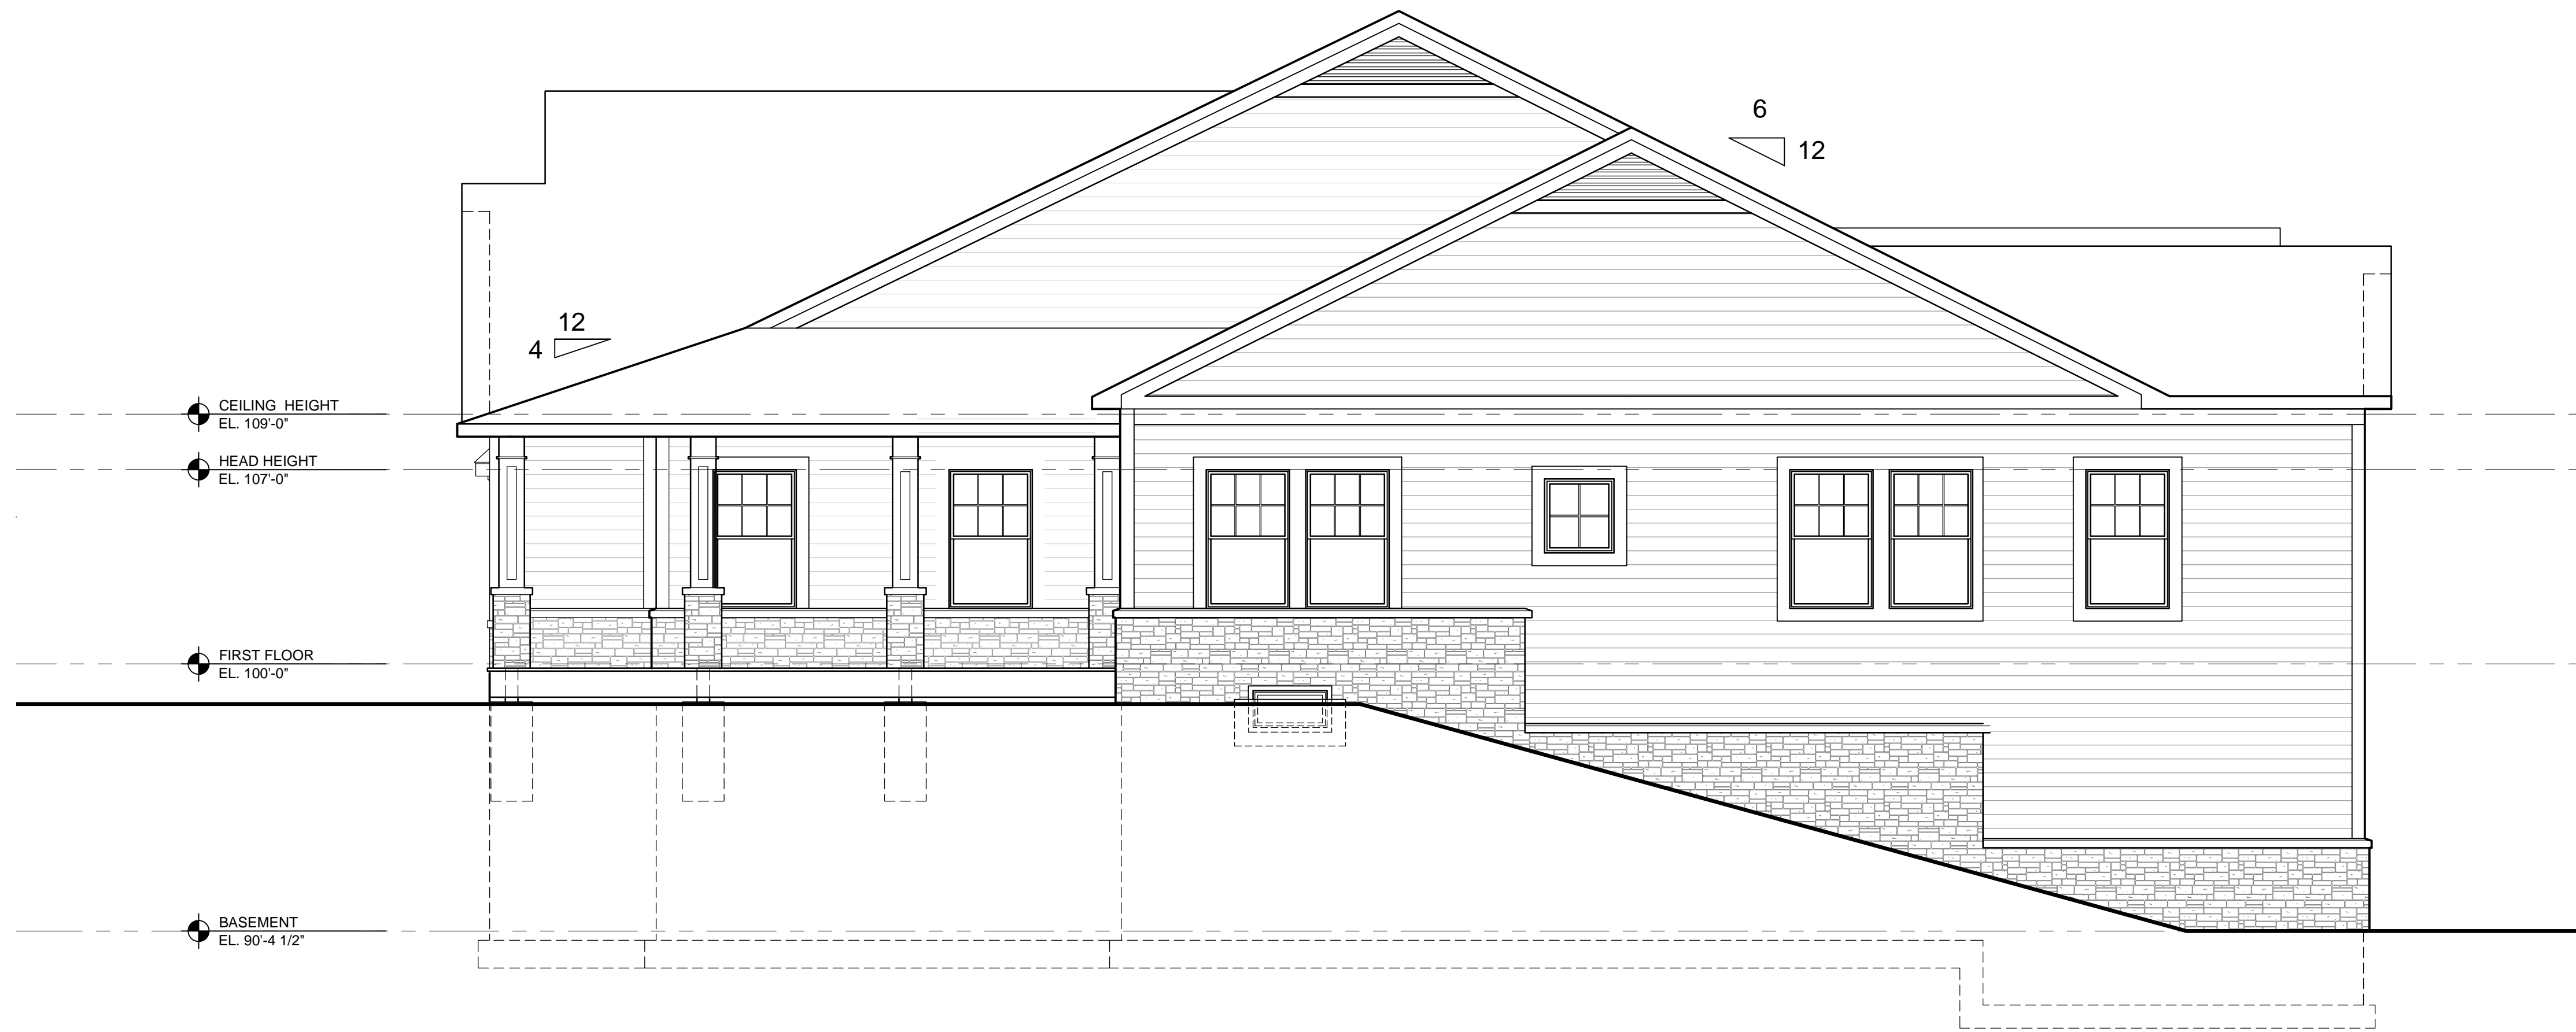 6
12
12
4
CEILING HEIGHT
EL. 109'-0"
HEAD HEIGHT
EL. 107'-0"
FIRST FLOOR
EL. 100'-0"
BASEMENT
EL. 90'-4 1/2"